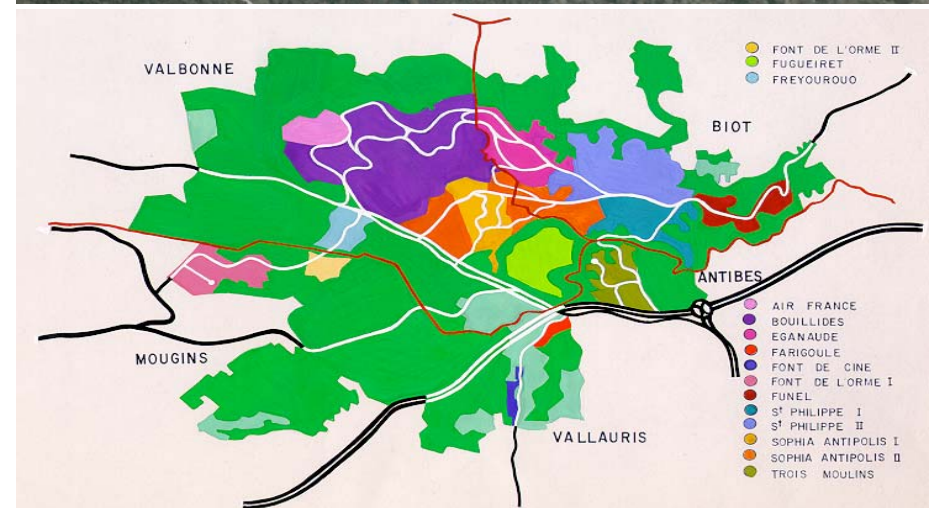 VALBONNE
FONT DE L'ORME II
FUGUEIRET
FREYOUROUO
BIOT
ANTIBES
AIR FRANCE
BOUILLIDES
EGANAUDE
FARIGOULE
FONT DE CINE
FONT DE L'ORME I
FUNEL
Sᵗ PHILIPPE I
Sᵗ PHILIPPE II
SOPHIA ANTIPOLIS I
SOPHIA ANTIPOLIS II
TROIS MOULINS
MOUGINS
VALLAURIS